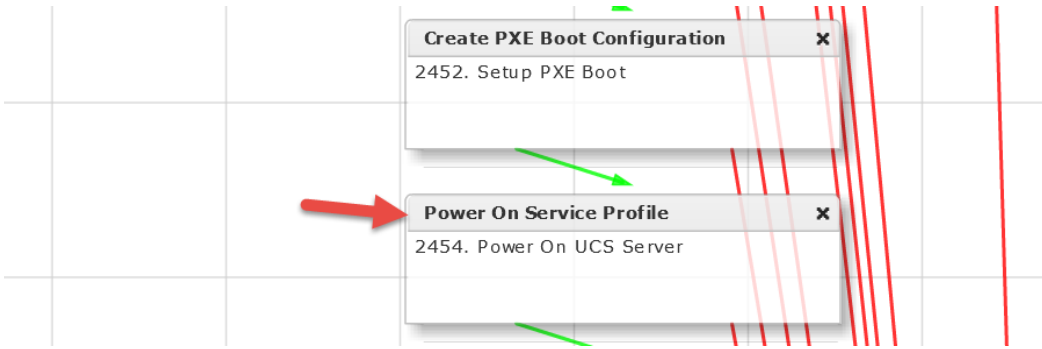 Create PXE Boot Configuration
2452. Setup PXE Boot
Power On Service Profile
2454. Power On UCS Server